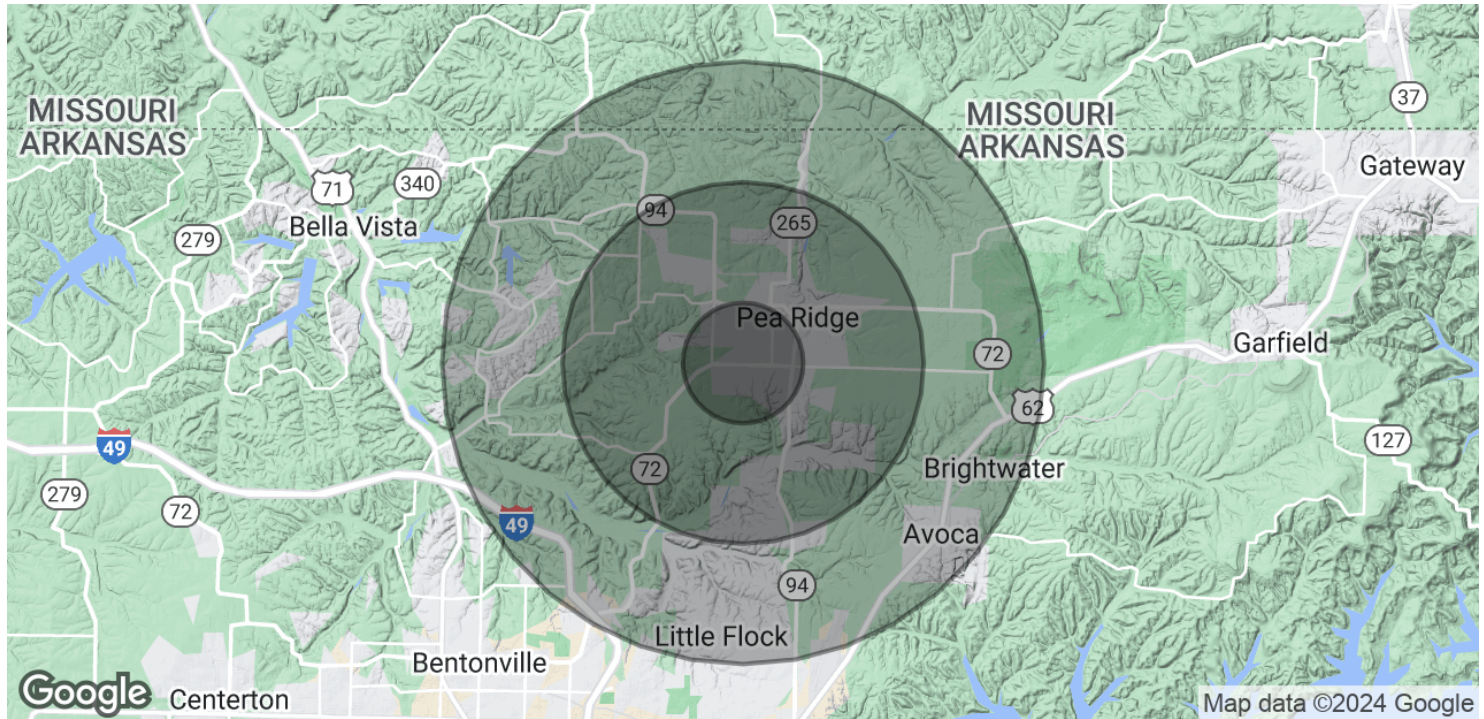 MISSOURI
ARKANSAS
MISSOURI
ARKANSAS
37
Gateway
71
340
94
265
279
Bella Vista
Pea Ridge
Garfield
72
62
49
127
279
72
72
Brightwater
49
Avoca
94
Little Flock
Bentonville
Centerton
Google
Map data ©2024 Google